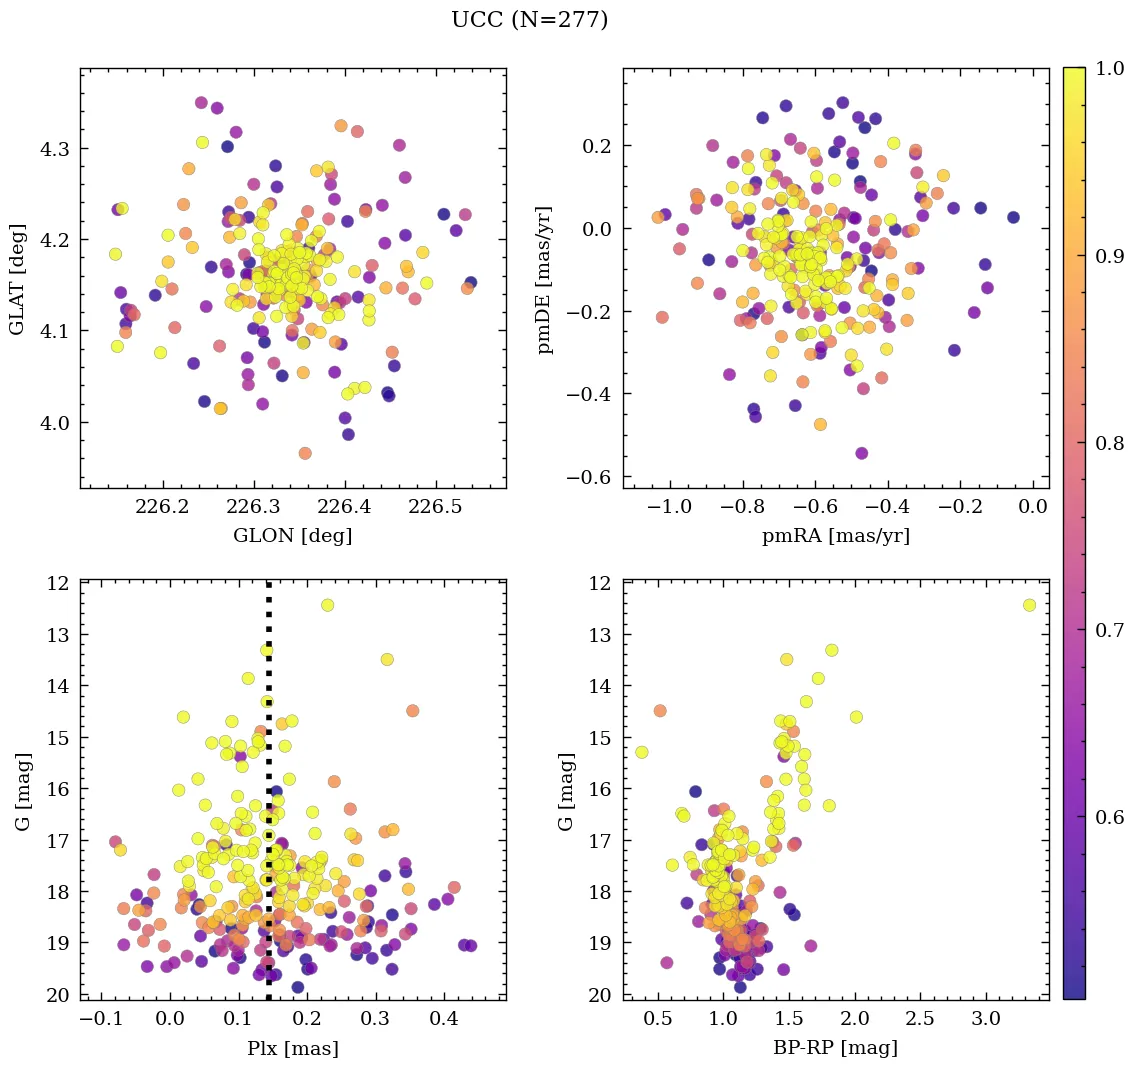 UCC (N=277)
4.3
4.2
4.1
4.0
GLAT [deg]
226.2 226.3 226.4 226.5
GLON [deg]
0.2
0.0
−0.2
−0.4
−0.6
pmDE [mas/yr]
−1.0 −0.8 −0.6 −0.4 −0.2 0.0
pmRA [mas/yr]
1.0
0.9
0.8
0.7
0.6
12
13
14
15
16
17
18
19
20
G [mag]
−0.1 0.0 0.1 0.2 0.3 0.4
Plx [mas]
12
13
14
15
16
17
18
19
20
G [mag]
0.5 1.0 1.5 2.0 2.5 3.0
BP-RP [mag]